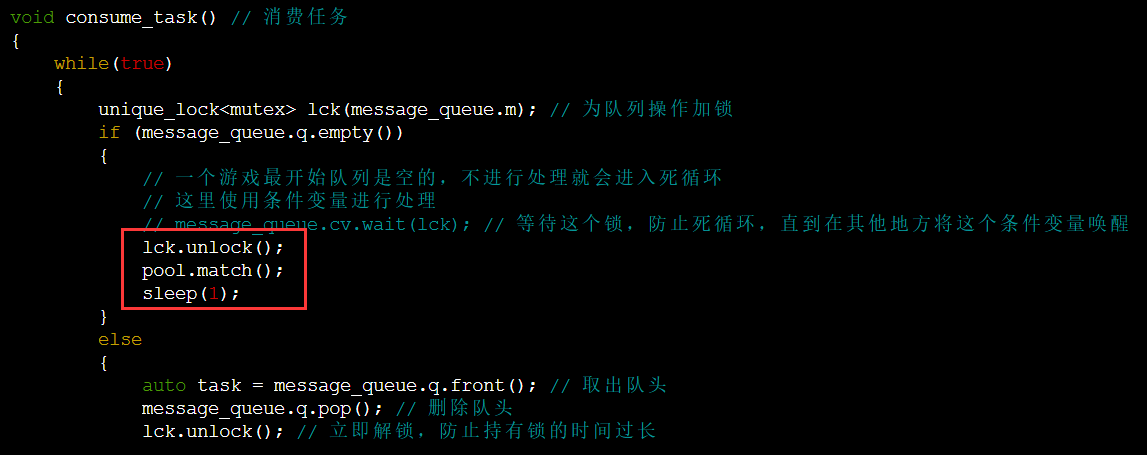 void consume_task() // 消费任务
{
    while(true)
    {
        unique_lock<mutex> lck(message_queue.m); // 为队列操作加锁
        if (message_queue.q.empty())
        {
            // 一个游戏最开始队列是空的，不进行处理就会进入死循环
            // 这里使用条件变量进行处理
            // message_queue.cv.wait(lck); // 等待这个锁，防止死循环，直到在其他地方将这个条件变量唤醒
            lck.unlock();
            pool.match();
            sleep(1);
        }
        else
        {
            auto task = message_queue.q.front(); // 取出队头
            message_queue.q.pop(); // 删除队头
            lck.unlock(); // 立即解锁，防止持有锁的时间过长